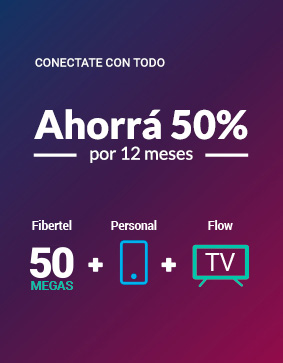 CONECTATE CON TODO
Ahorrá 50%
por 12 meses
Fibertel Personal Flow
50 + + TV
MEGAS